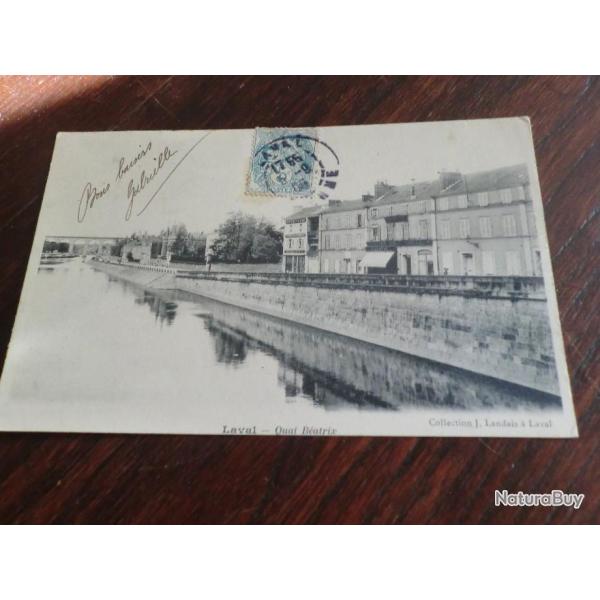 Bons baisers
Gabrielle
LAVAL
Laval — Quai Béatrix
Collection J. Landais à Laval
NaturaBuy